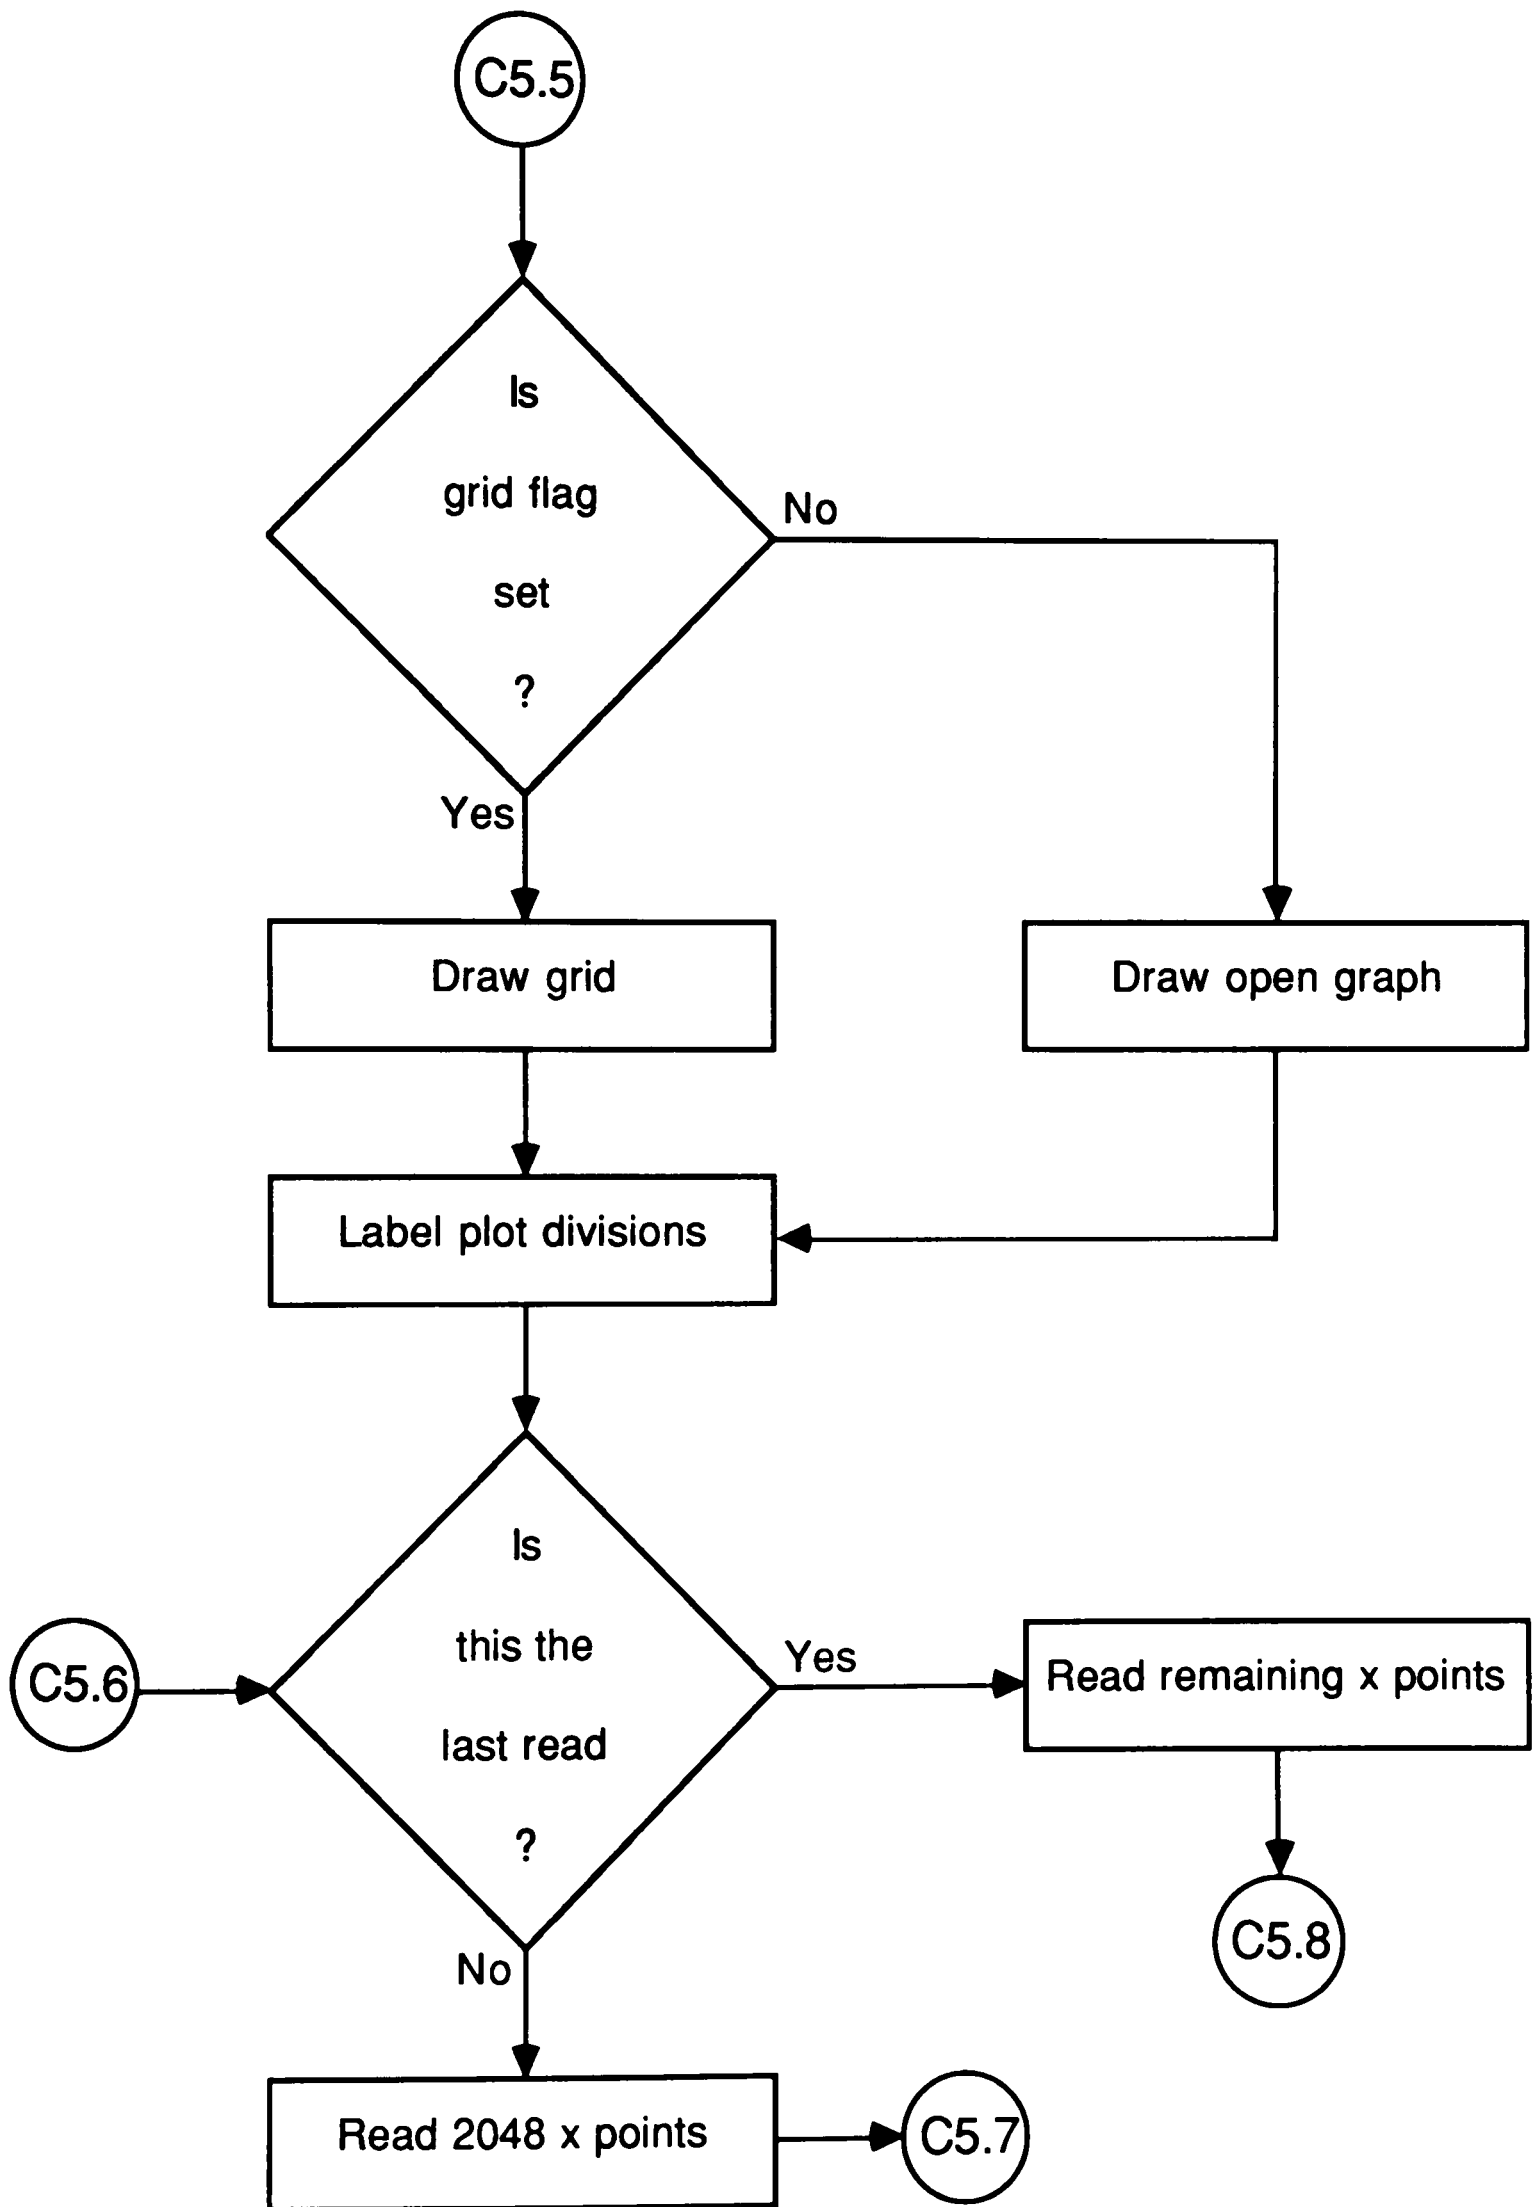 C5.5
Is
grid flag
set
?
No
Yes
Draw grid
Draw open graph
Label plot divisions
Is
this the
last read
?
C5.6
Yes
Read remaining x points
C5.8
No
Read 2048 x points
C5.7